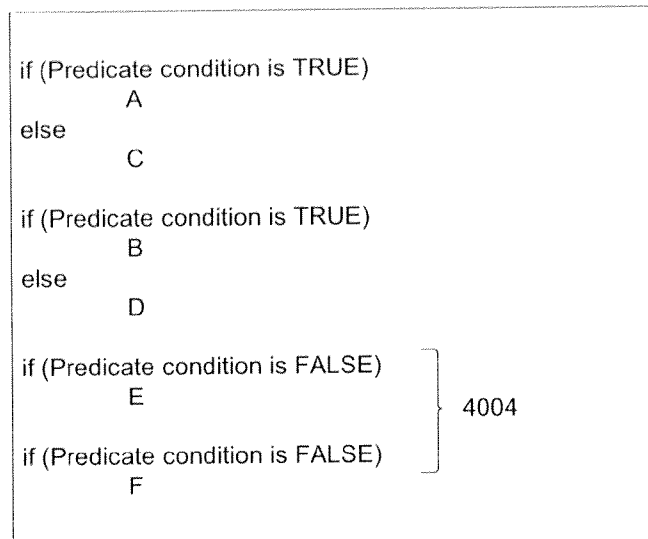 if (Predicate condition is TRUE)
A
else
C
if (Predicate condition is TRUE)
B
else
D
if (Predicate condition is FALSE)
E
4004
if (Predicate condition is FALSE)
F